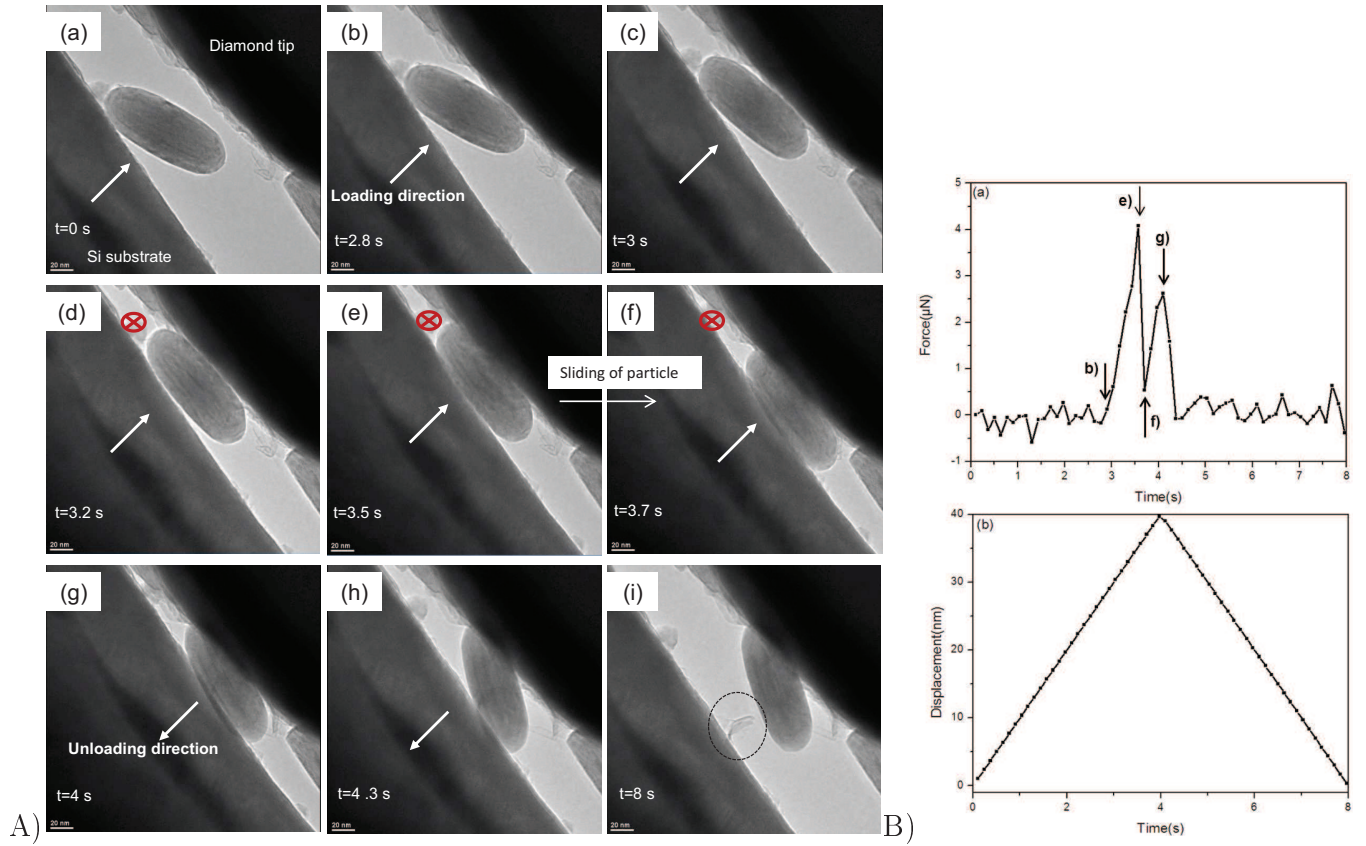 (a)
Diamond tip
t=0 s
Si substrate
20 nm
(b)
Loading direction
t=2.8 s
20 nm
(c)
t=3 s
20 nm
(d)
t=3.2 s
20 nm
(e)
t=3.5 s
20 nm
Sliding of particle
(f)
t=3.7 s
20 nm
(g)
Unloading direction
t=4 s
20 nm
(h)
t=4 .3 s
20 nm
(i)
t=8 s
20 nm
A)
B)
(a)
5
4
3
2
1
0
-1
Force(µN)
e)
g)
b)
f)
0 1 2 3 4 5 6 7 8
Time(s)
(b)
40
30
20
10
0
Displacement(nm)
0 2 4 6 8
Time(s)